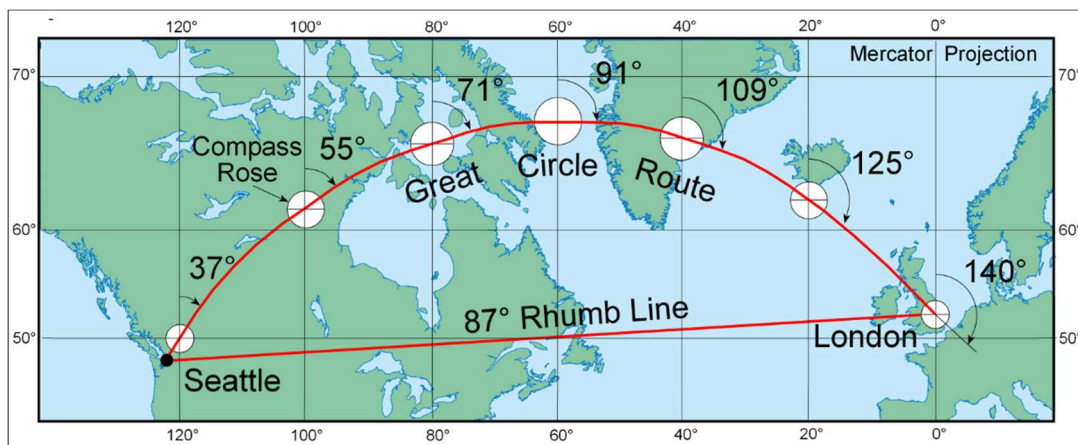 120° 100° 80° 60° 40° 20° 0°
Mercator Projection
70° 70°
71° 91° 109°
Compass
Rose
55°
Great Circle Route
125°
60° 60°
37°
140°
87° Rhumb Line
London
50° 50°
Seattle
120° 100° 80° 60° 40° 20° 0°